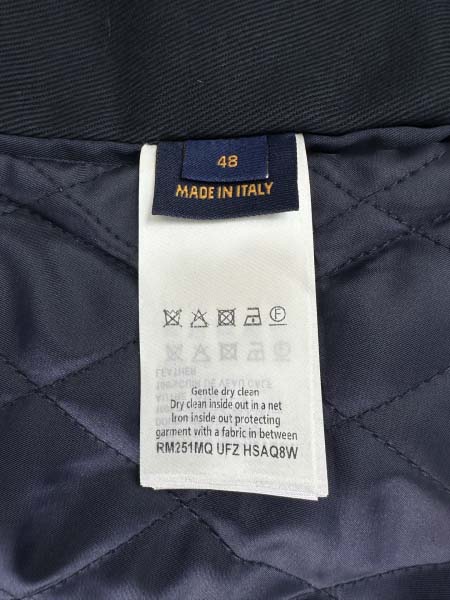 48
MADE IN ITALY
Gentle dry clean
Dry clean inside out in a net
Iron inside out protecting
garment with a fabric in between
RM251MQ UFZ HSAQ8W